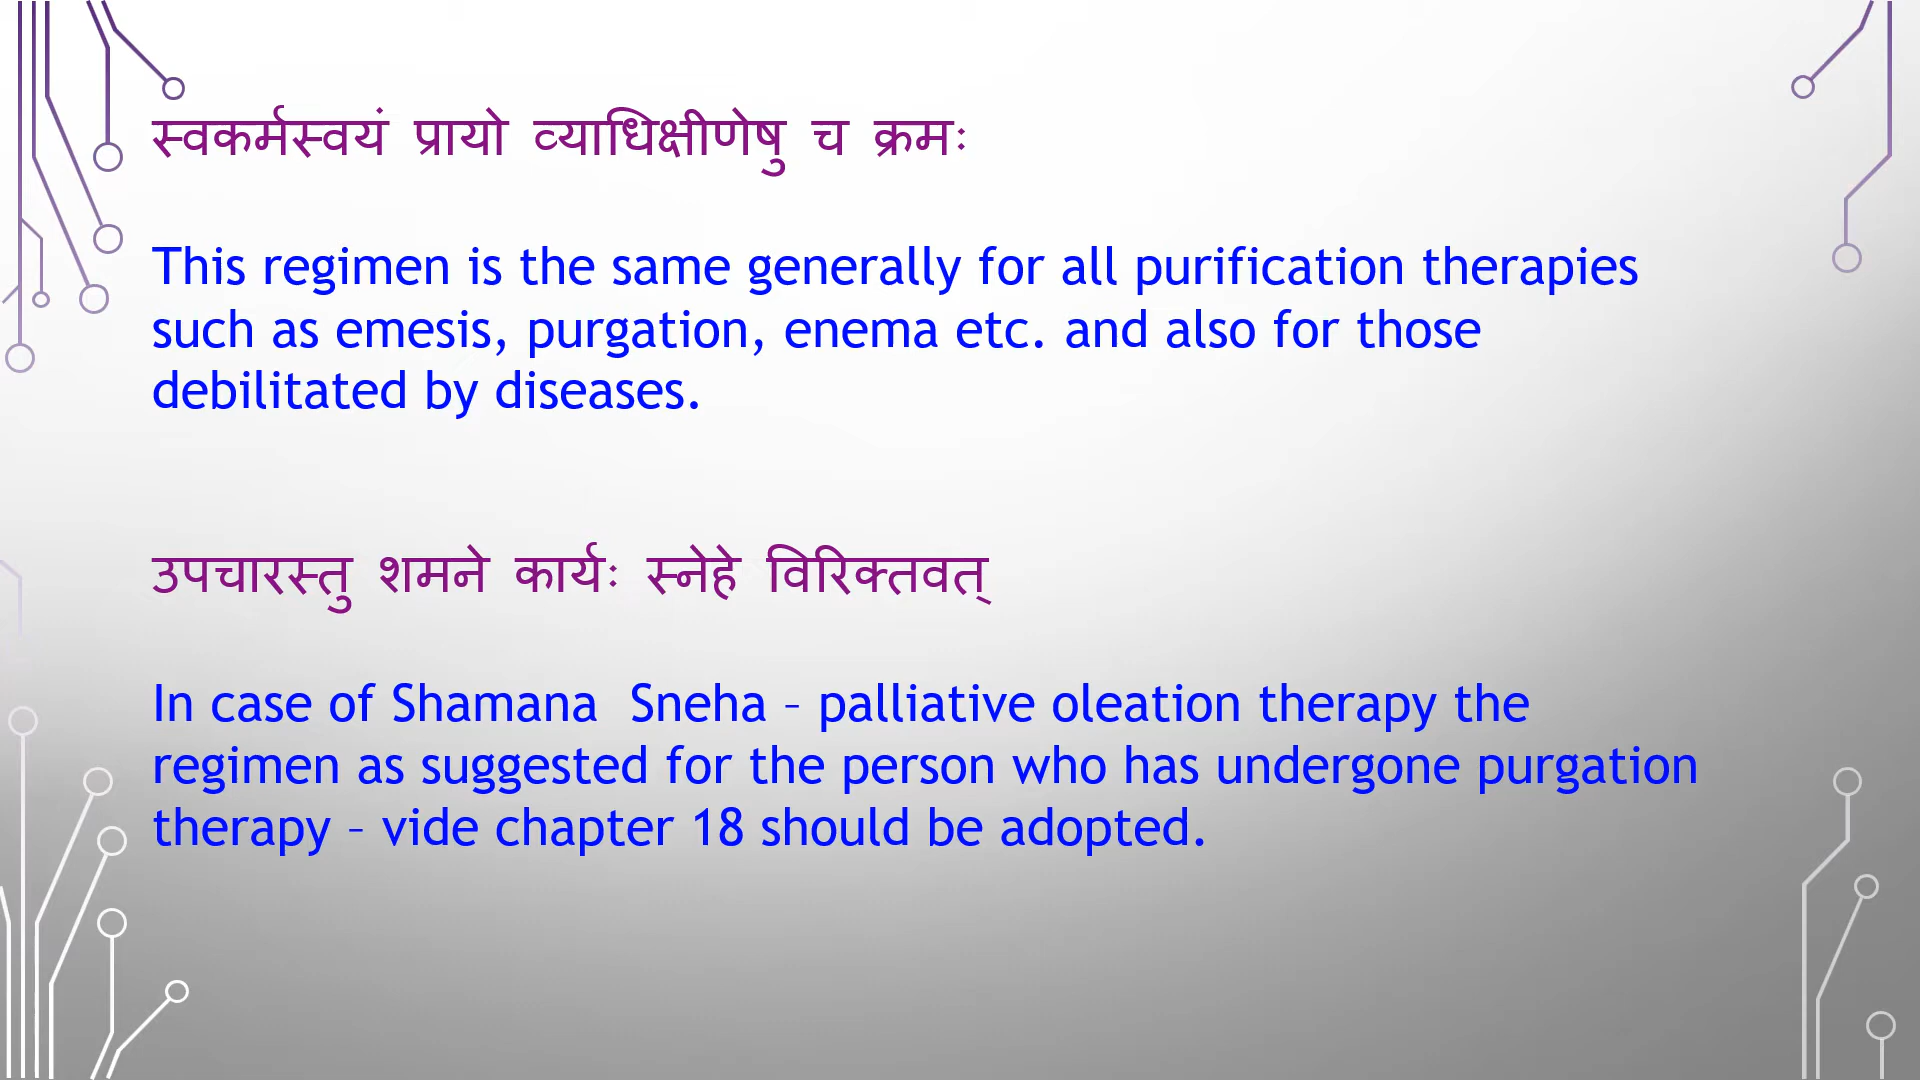 स्वकर्मस्वयं प्रायो व्याधिक्षीणेषु च क्रमः
This regimen is the same generally for all purification therapies
such as emesis, purgation, enema etc. and also for those
debilitated by diseases.
उपचारस्तु शमने कार्यः स्नेहे विरिक्तवत्
In case of Shamana Sneha – palliative oleation therapy the
regimen as suggested for the person who has undergone purgation
therapy – vide chapter 18 should be adopted.